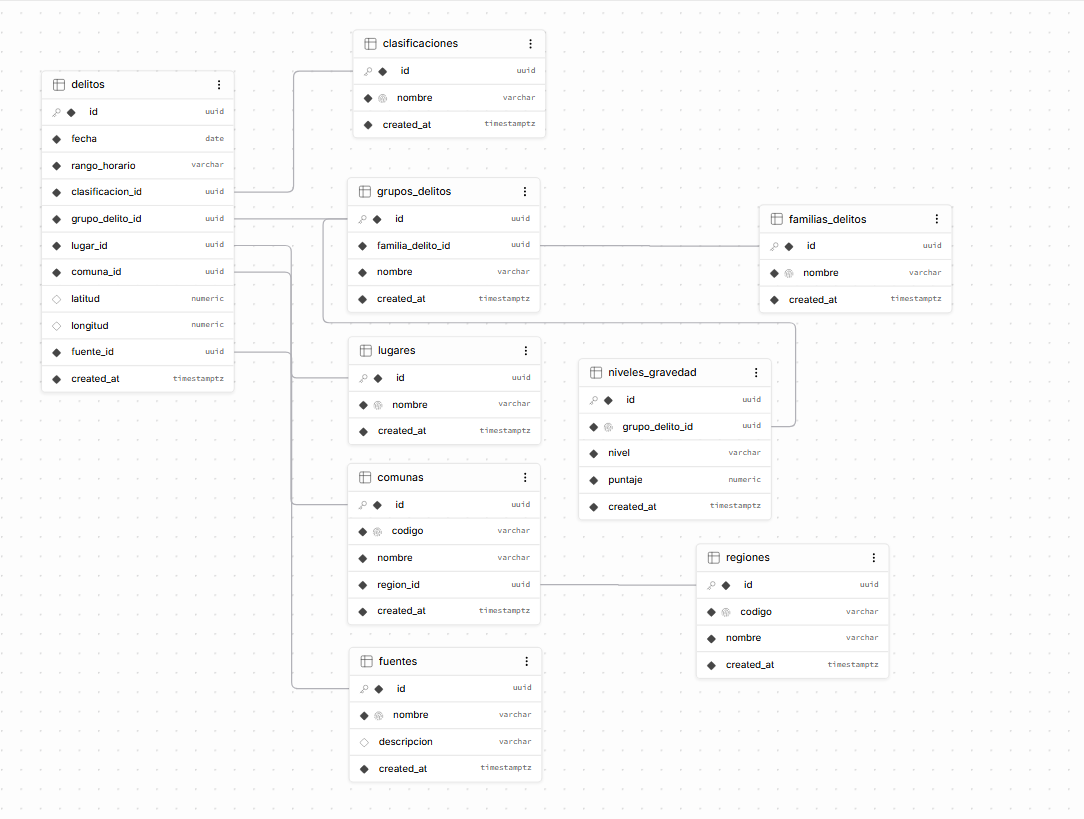 delitos
id uuid
fecha date
rango_horario varchar
clasificacion_id uuid
grupo_delito_id uuid
lugar_id uuid
comuna_id uuid
latitud numeric
longitud numeric
fuente_id uuid
created_at timestamptz
clasificaciones
id uuid
nombre varchar
created_at timestamptz
grupos_delitos
id uuid
familia_delito_id uuid
nombre varchar
created_at timestamptz
familias_delitos
id uuid
nombre varchar
created_at timestamptz
lugares
id uuid
nombre varchar
created_at timestamptz
niveles_gravedad
id uuid
grupo_delito_id uuid
nivel varchar
puntaje numeric
created_at timestamptz
comunas
id uuid
codigo varchar
nombre varchar
region_id uuid
created_at timestamptz
regiones
id uuid
codigo varchar
nombre varchar
created_at timestamptz
fuentes
id uuid
nombre varchar
descripcion varchar
created_at timestamptz